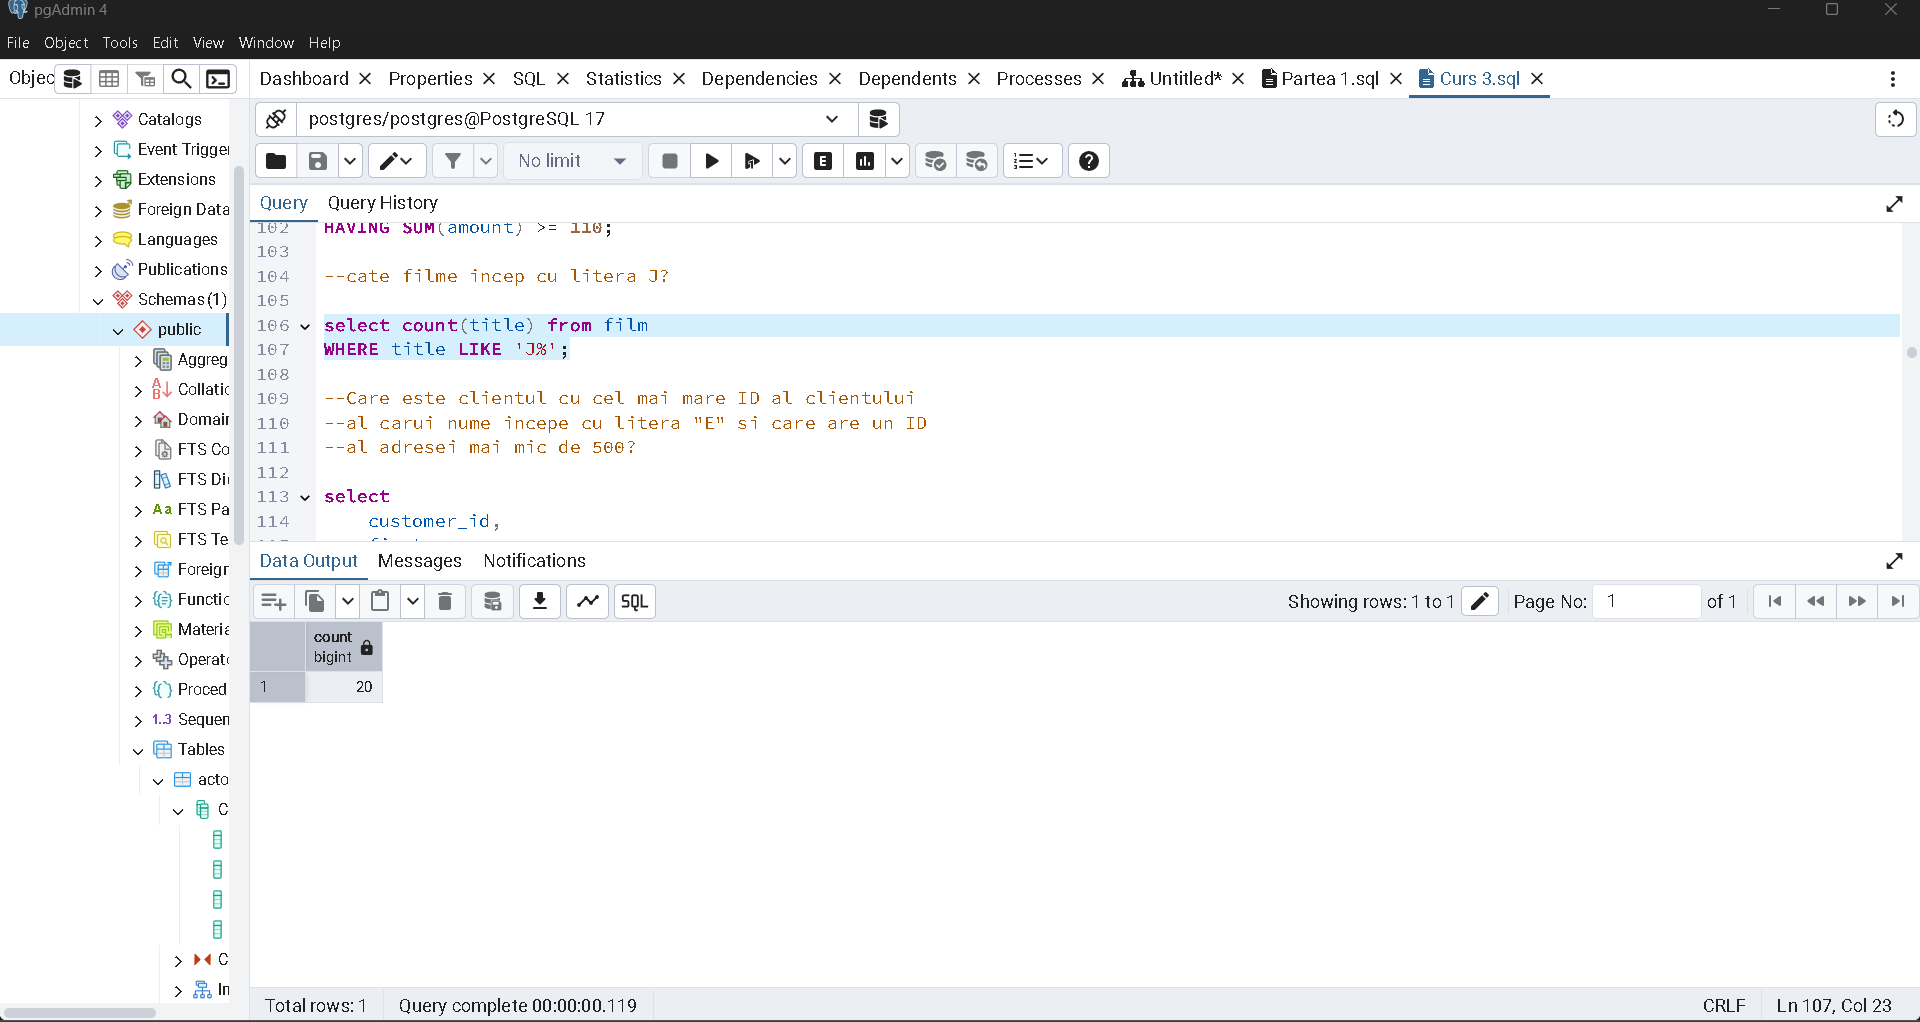 pgAdmin 4
File Object Tools Edit View Window Help
Objec
Dashboard Properties SQL Statistics Dependencies Dependents Processes Untitled* Partea 1.sql Curs 3.sql
Catalogs
Event Trigge
Extensions
Foreign Data
Languages
Publications
Schemas (1)
public
Aggreg
Collatic
Domair
FTS Co
FTS Di
Aa FTS Pa
FTS Te
Foreigr
Functic
Materia
Operat
Proced
1..3 Sequen
Tables
acto
C
C
In
postgres/postgres@PostgreSQL 17
No limit
E
Query Query History
102 HAVING SUM(amount) >= 110;
103
104 --cate filme incep cu litera J?
105
106 select count(title) from film
107 WHERE title LIKE 'J%';
108
109 --Care este clientul cu cel mai mare ID al clientului
110 --al carui nume incepe cu litera "E" si care are un ID
111 --al adresei mai mic de 500?
112
113 select
114 customer_id,
Data Output Messages Notifications
SQL
Showing rows: 1 to 1 Page No: 1 of 1
count
bigint
1 20
Total rows: 1 Query complete 00:00:00.119 CRLF Ln 107, Col 23